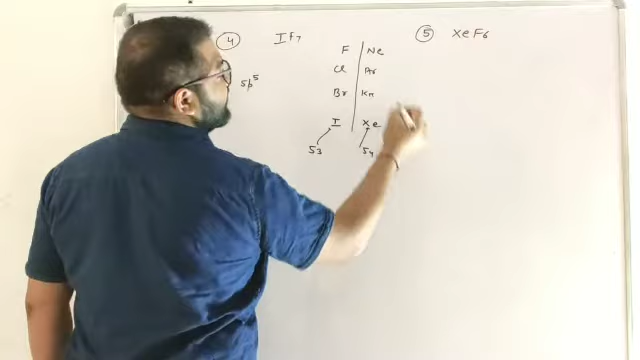 ④ IF₇
5p⁵
F Ne
Cl Ar
Br Kr
I Xe
53 54
⑤ XeF₆